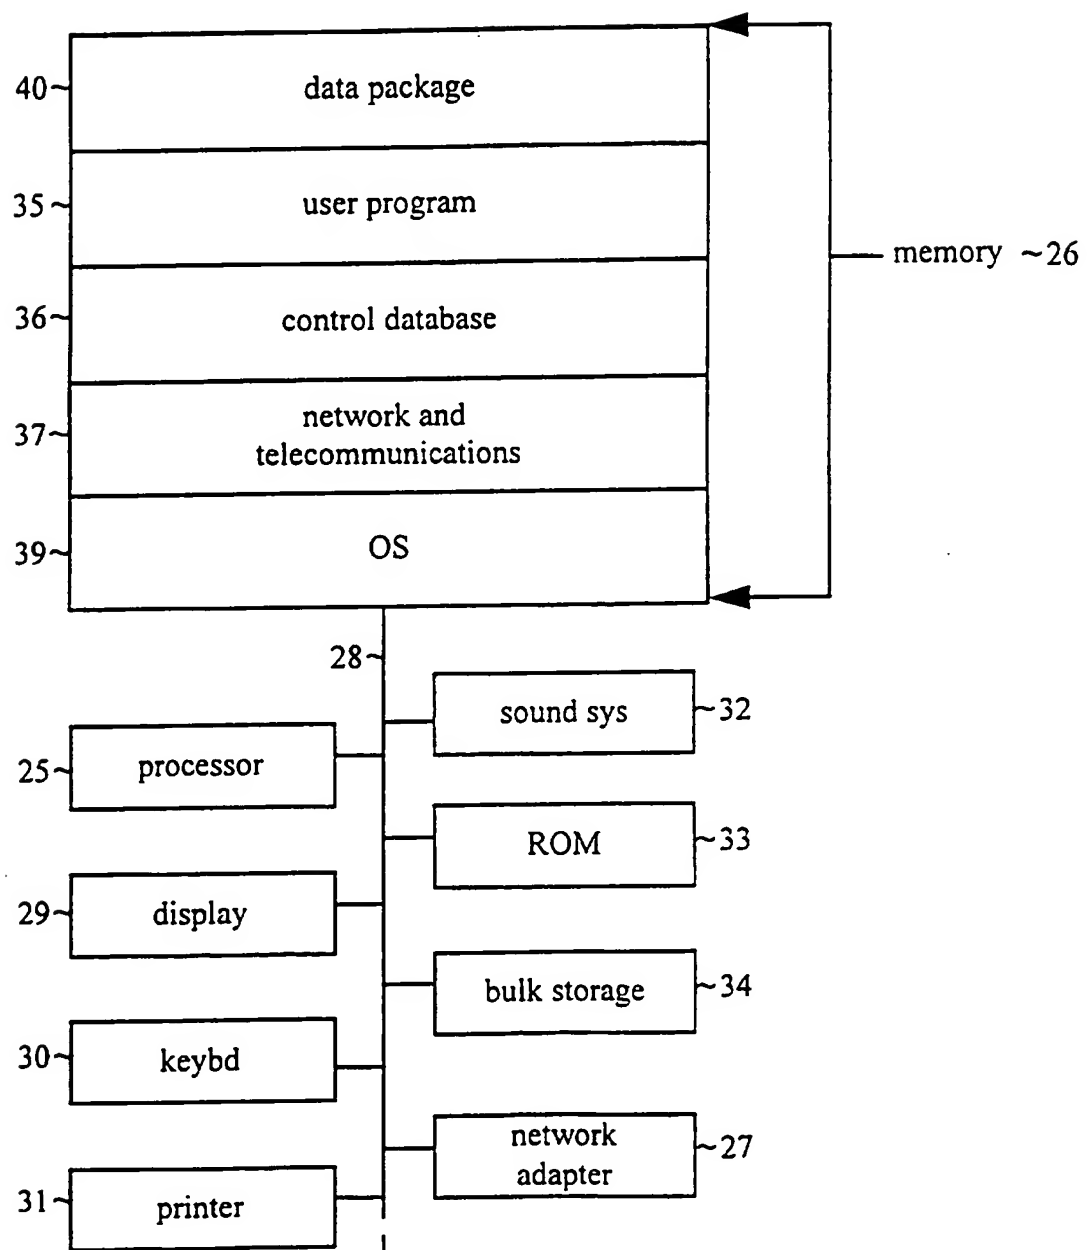 40~ data package
35~ user program
memory ~26
36~ control database
37~ network and
telecommunications
39~ OS
28~
sound sys ~32
25~ processor
ROM ~33
29~ display
bulk storage ~34
30~ keybd
network
adapter ~27
31~ printer